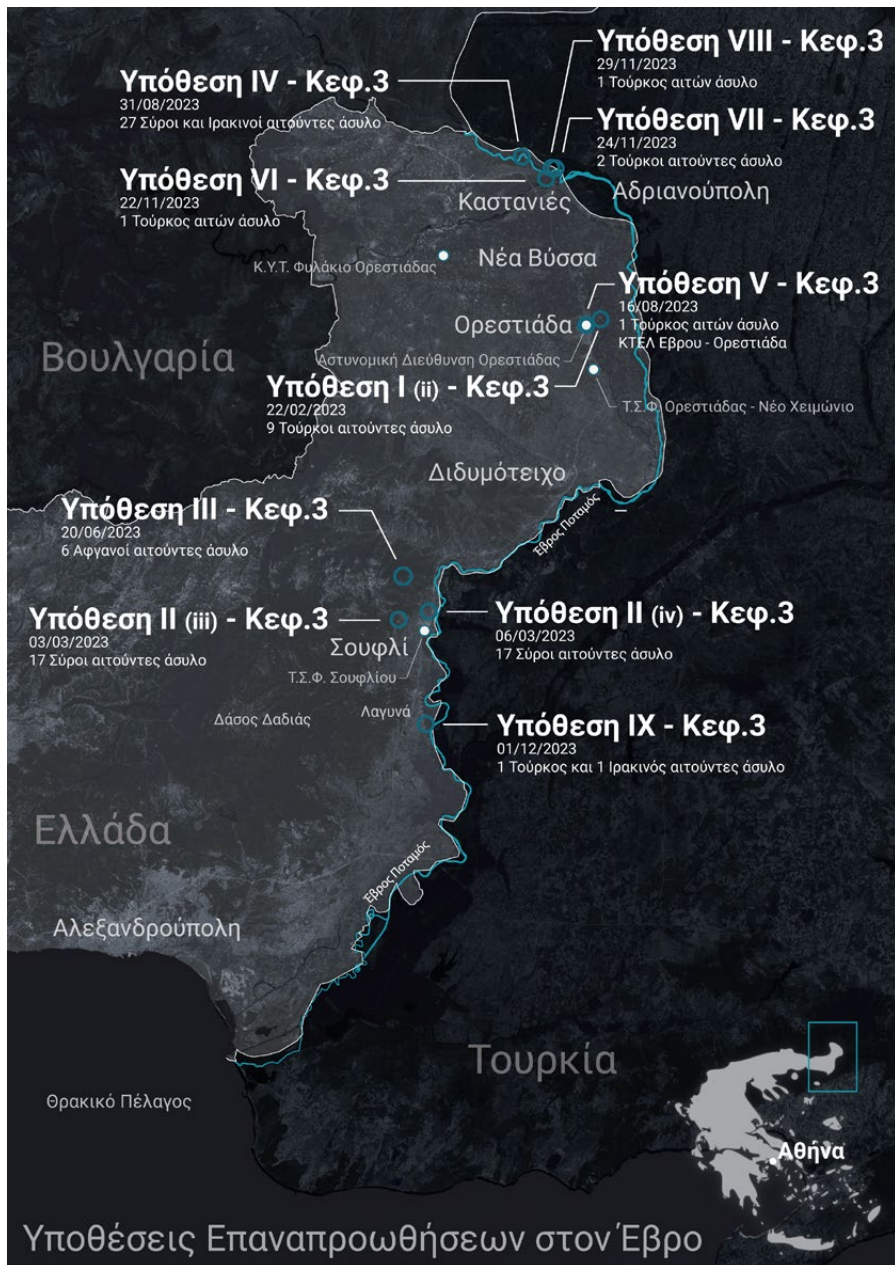 Υπόθεση VIII - Κεφ.3
29/11/2023
1 Τούρκος αιτών άσυλο
Υπόθεση IV - Κεφ.3
31/08/2023
27 Σύροι και Ιρακινοί αιτούντες άσυλο
Υπόθεση VII - Κεφ.3
24/11/2023
2 Τούρκοι αιτούντες άσυλο
Υπόθεση VI - Κεφ.3
22/11/2023
1 Τούρκος αιτών άσυλο
Αδριανούπολη
Καστανιές
Κ.Υ.Τ. Φυλάκιο Ορεστιάδας
Νέα Βύσσα
Υπόθεση V - Κεφ.3
16/08/2023
1 Τούρκος αιτών άσυλο
ΚΤΕΛ Εβρου - Ορεστιάδα
Ορεστιάδα
Αστυνομική Διεύθυνση Ορεστιάδας
Βουλγαρία
Υπόθεση I (ii) - Κεφ.3
22/02/2023
9 Τούρκοι αιτούντες άσυλο
Τ.Σ.Φ. Ορεστιάδας - Νέο Χειμώνιο
Διδυμότειχο
Έβρος Ποταμός
Υπόθεση III - Κεφ.3
20/06/2023
6 Αφγανοί αιτούντες άσυλο
Υπόθεση II (iii) - Κεφ.3
03/03/2023
17 Σύροι αιτούντες άσυλο
Υπόθεση II (iv) - Κεφ.3
06/03/2023
17 Σύροι αιτούντες άσυλο
Σουφλί
Τ.Σ.Φ. Σουφλίου
Λαγυνά
Δάσος Δαδιάς
Υπόθεση IX - Κεφ.3
01/12/2023
1 Τούρκος και 1 Ιρακινός αιτούντες άσυλο
Ελλάδα
Έβρος Ποταμός
Αλεξανδρούπολη
Τουρκία
Θρακικό Πέλαγος
Αθήνα
Υποθέσεις Επαναπροωθήσεων στον Έβρο